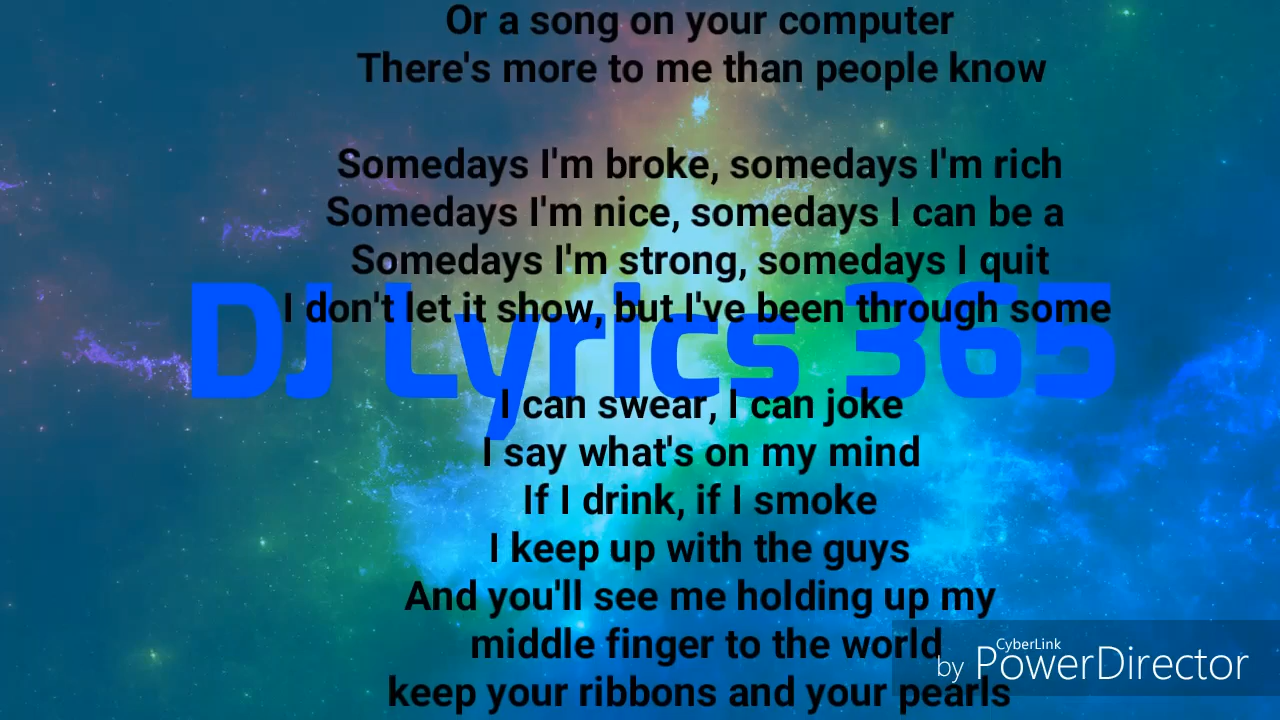 Or a song on your computer
There's more to me than people know
Somedays I'm broke, somedays I'm rich
Somedays I'm nice, somedays I can be a
Somedays I'm strong, somedays I quit
I don't let it show, but I've been through some
DJ Lyrics 365
I can swear, I can joke
I say what's on my mind
If I drink, if I smoke
I keep up with the guys
And you'll see me holding up my
middle finger to the world
keep your ribbons and your pearls
CyberLink
by PowerDirector